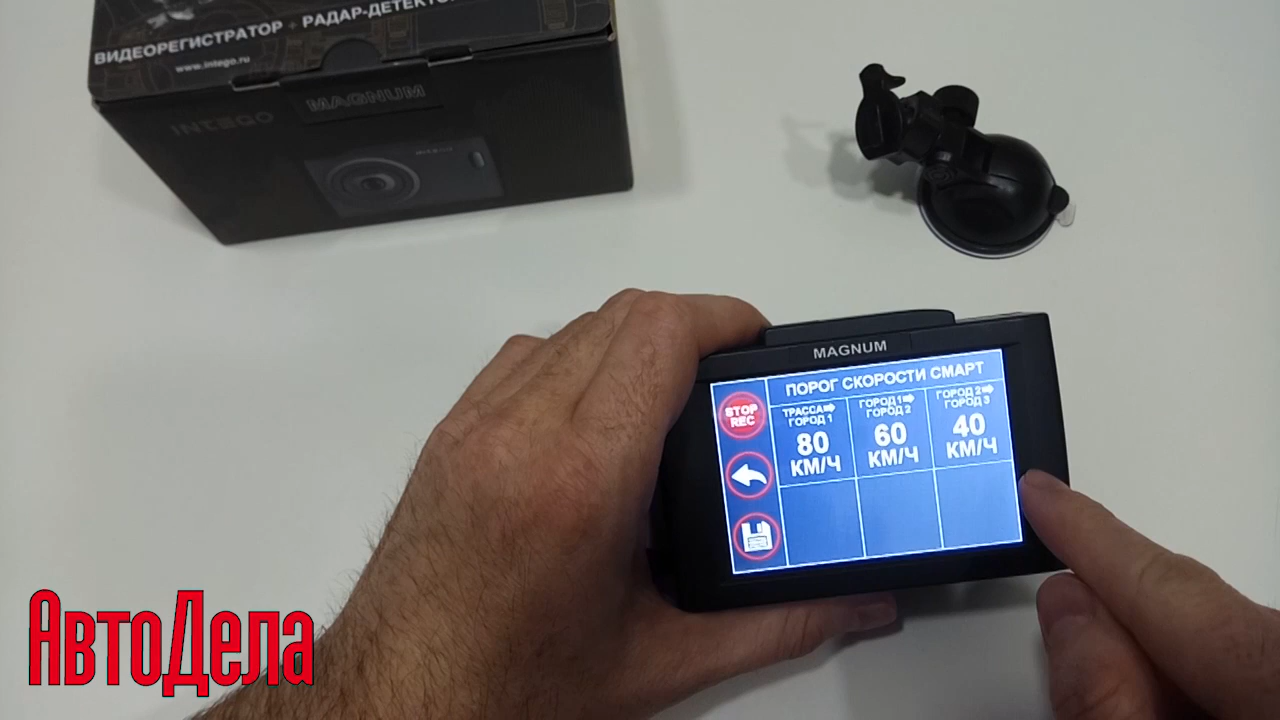 ВИДЕОРЕГИСТРАТОР + РАДАР-ДЕТЕКТО
www.intego.ru
INTEGO
MAGNUM
MAGNUM
ПОРОГ СКОРОСТИ СМАРТ
STOP
REC
ТРАССА➡
ГОРОД 1
80
КМ/Ч
ГОРОД 1➡
ГОРОД 2
60
КМ/Ч
ГОРОД 2➡
ГОРОД 3
40
КМ/Ч
АвтоДела